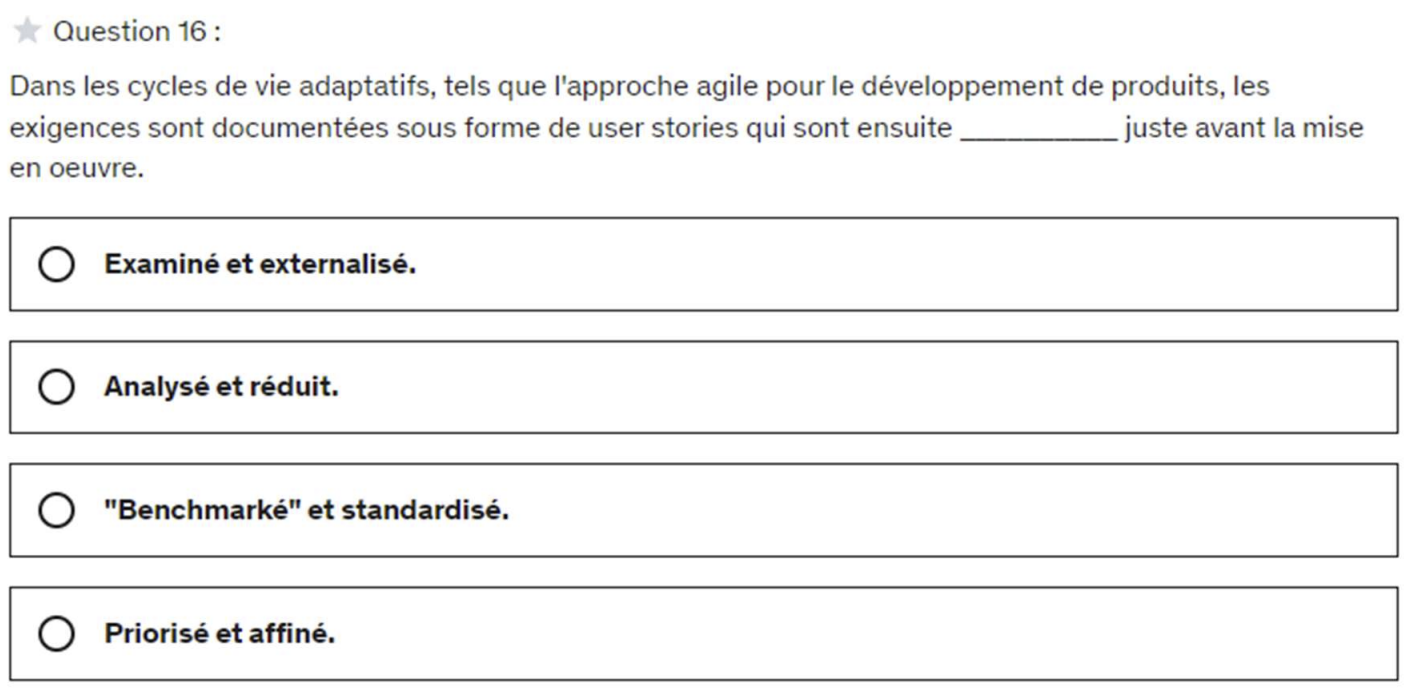 Question 16 :
Dans les cycles de vie adaptatifs, tels que l'approche agile pour le développement de produits, les
exigences sont documentées sous forme de user stories qui sont ensuite __________ juste avant la mise
en oeuvre.
Examiné et externalisé.
Analysé et réduit.
"Benchmarké" et standardisé.
Priorisé et affiné.